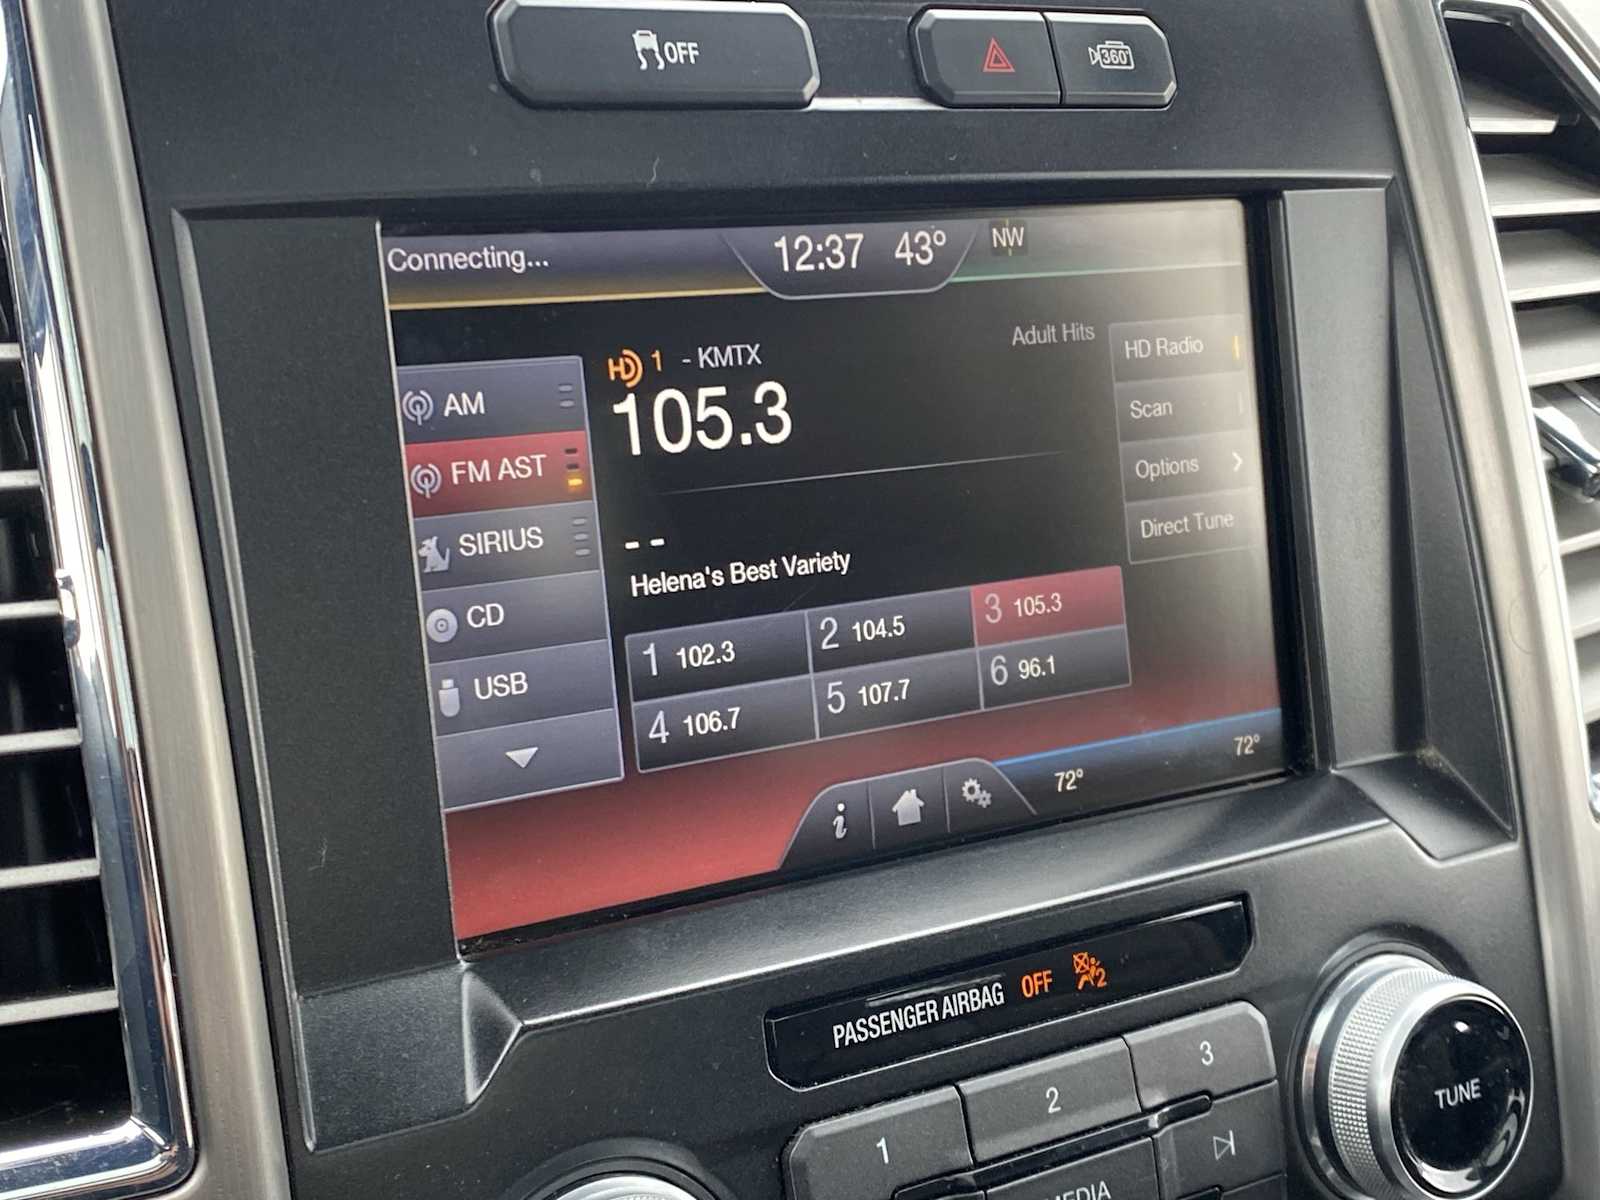 OFF
360°
Connecting...
12:37 43° NW
HD 1 - KMTX
Adult Hits
105.3
AM
FM AST
SIRIUS
CD
USB
HD Radio
Scan
Options
Direct Tune
--
Helena's Best Variety
1 102.3
2 104.5
3 105.3
4 106.7
5 107.7
6 96.1
i
72°
72°
PASSENGER AIRBAG OFF 2
1
2
3
MEDIA
TUNE